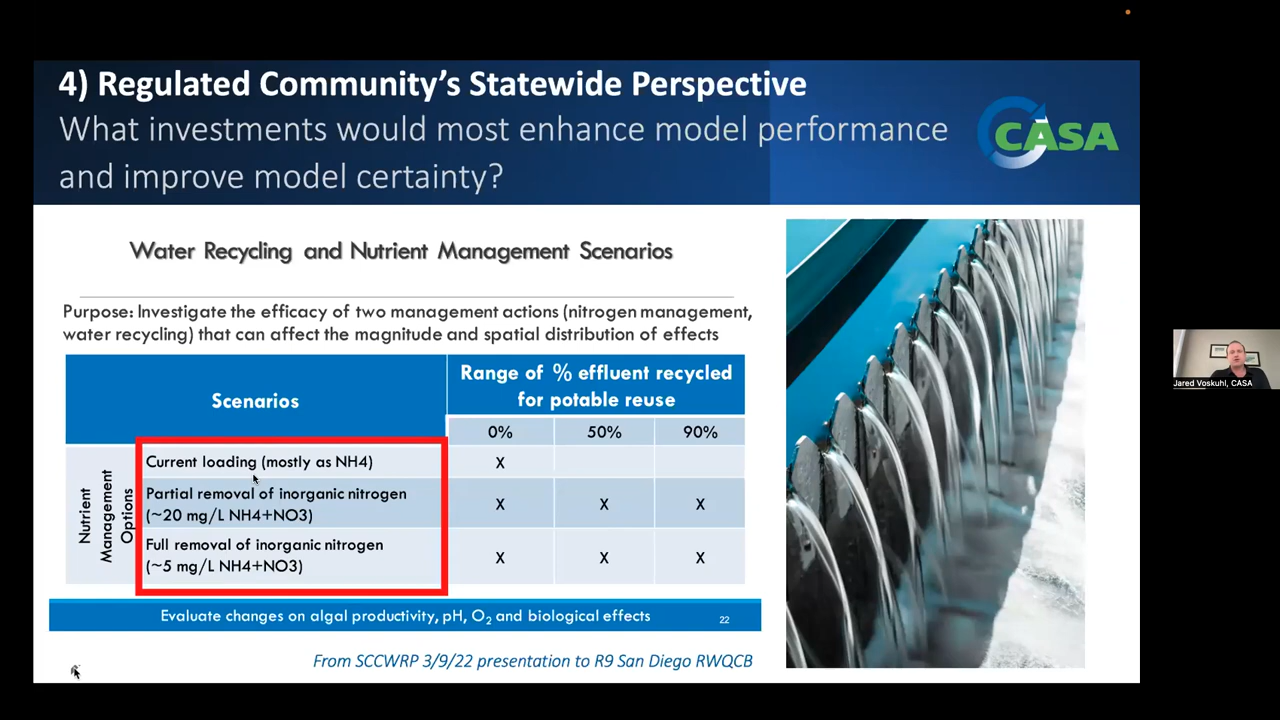 4) Regulated Community's Statewide Perspective
What investments would most enhance model performance
and improve model certainty?
CASA
Water Recycling and Nutrient Management Scenarios
Purpose: Investigate the efficacy of two management actions (nitrogen management,
water recycling) that can affect the magnitude and spatial distribution of effects
Scenarios
Range of % effluent recycled
for potable reuse
0% 50% 90%
Nutrient
Management
Options
Current loading (mostly as NH4)
X
Partial removal of inorganic nitrogen
(~20 mg/L NH4+NO3)
X X X
Full removal of inorganic nitrogen
(~5 mg/L NH4+NO3)
X X X
Evaluate changes on algal productivity, pH, O₂ and biological effects
22
From SCCWRP 3/9/22 presentation to R9 San Diego RWQCB
Jared Voskuhl, CASA